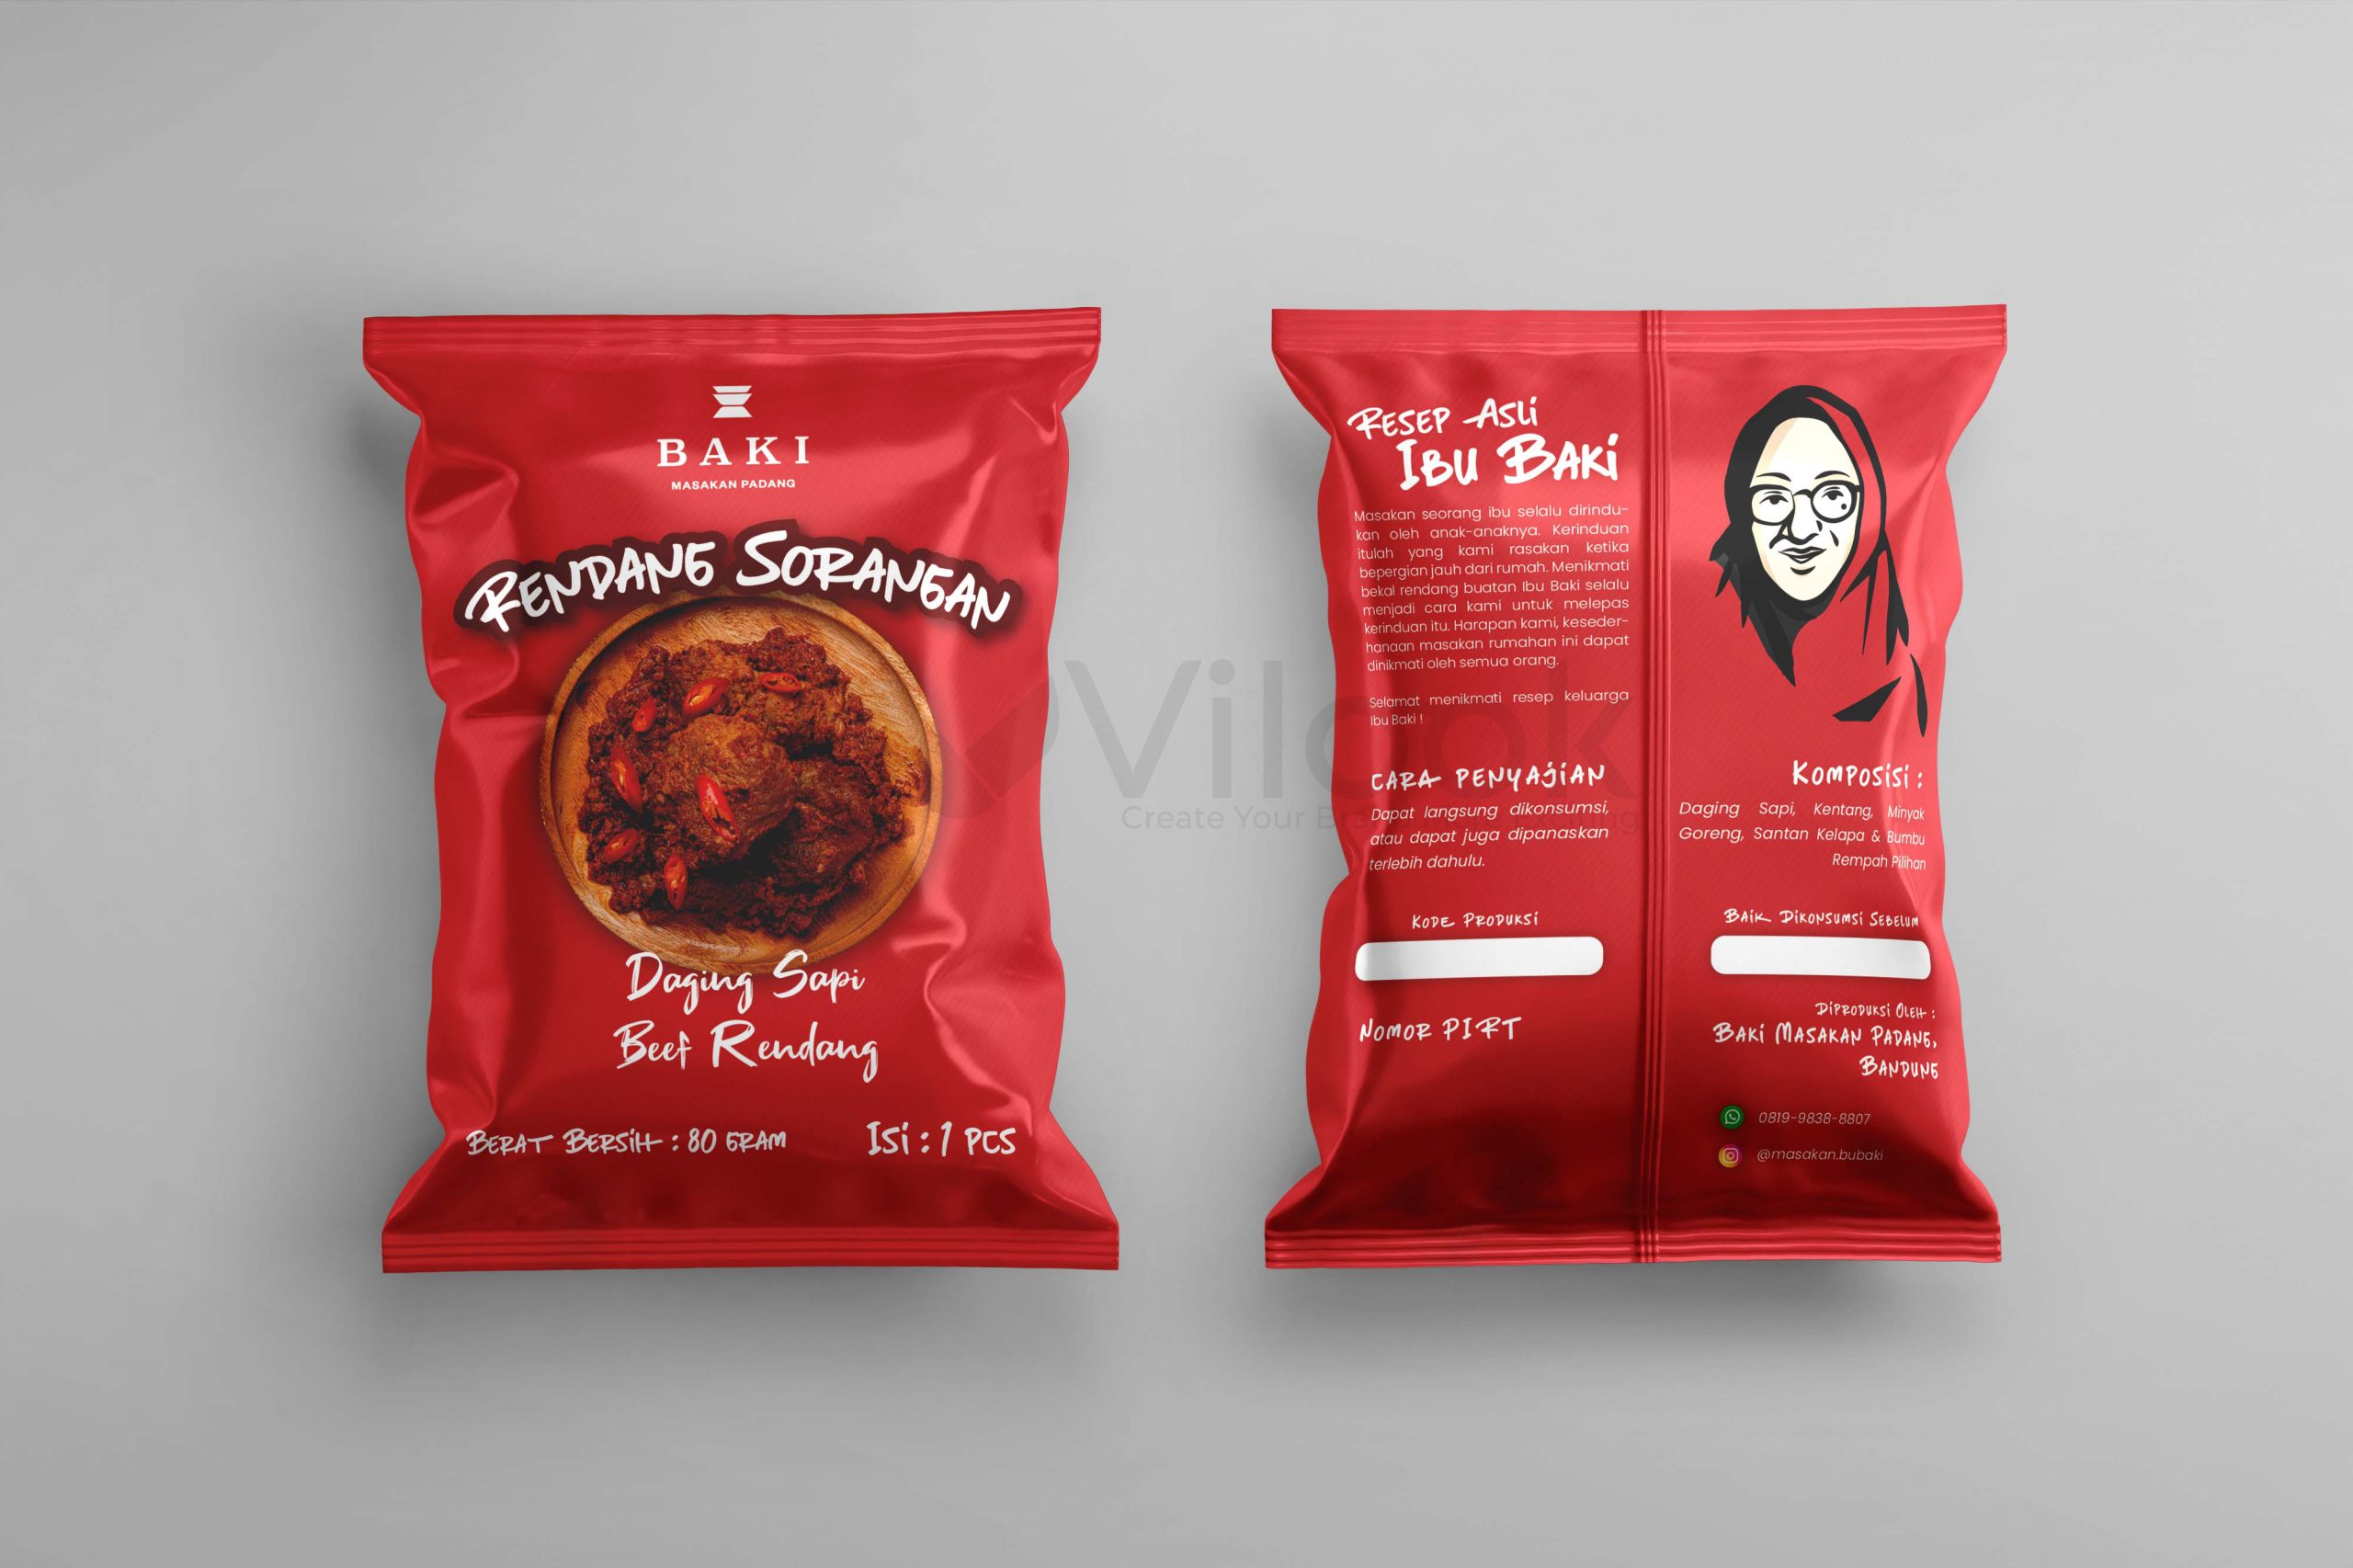 BAKI
MASAKAN PADANG
RENDANG SORANGAN
Daging Sapi
Beef Rendang
BERAT BERSIH : 80 GRAM
ISI : 1 PCS
RESEP ASLI
IBU BAKI
Masakan seorang ibu selalu dirindu-
kan oleh anak-anaknya. Kerinduan
itulah yang kami rasakan ketika
bepergian jauh dari rumah. Menikmati
bekal rendang buatan Ibu Baki selalu
menjadi cara kami untuk melepas
kerinduan itu. Harapan kami, keseder-
hanaan masakan rumahan ini dapat
dinikmati oleh semua orang.
Selamat menikmati resep keluarga
Ibu Baki !
CARA PENYAJIAN
Dapat langsung dikonsumsi,
atau dapat juga dipanaskan
terlebih dahulu.
KODE PRODUKSI
NOMOR PIRT
KOMPOSISI :
Daging Sapi, Kentang, Minyak
Goreng, Santan Kelapa & Bumbu
Rempah Pilihan
BAIK DIKONSUMSI SEBELUM
DIPRODUKSI OLEH :
BAKI MASAKAN PADANG,
BANDUNG
0819-9838-8807
@masakan.bubaki
Vilook
Create Your